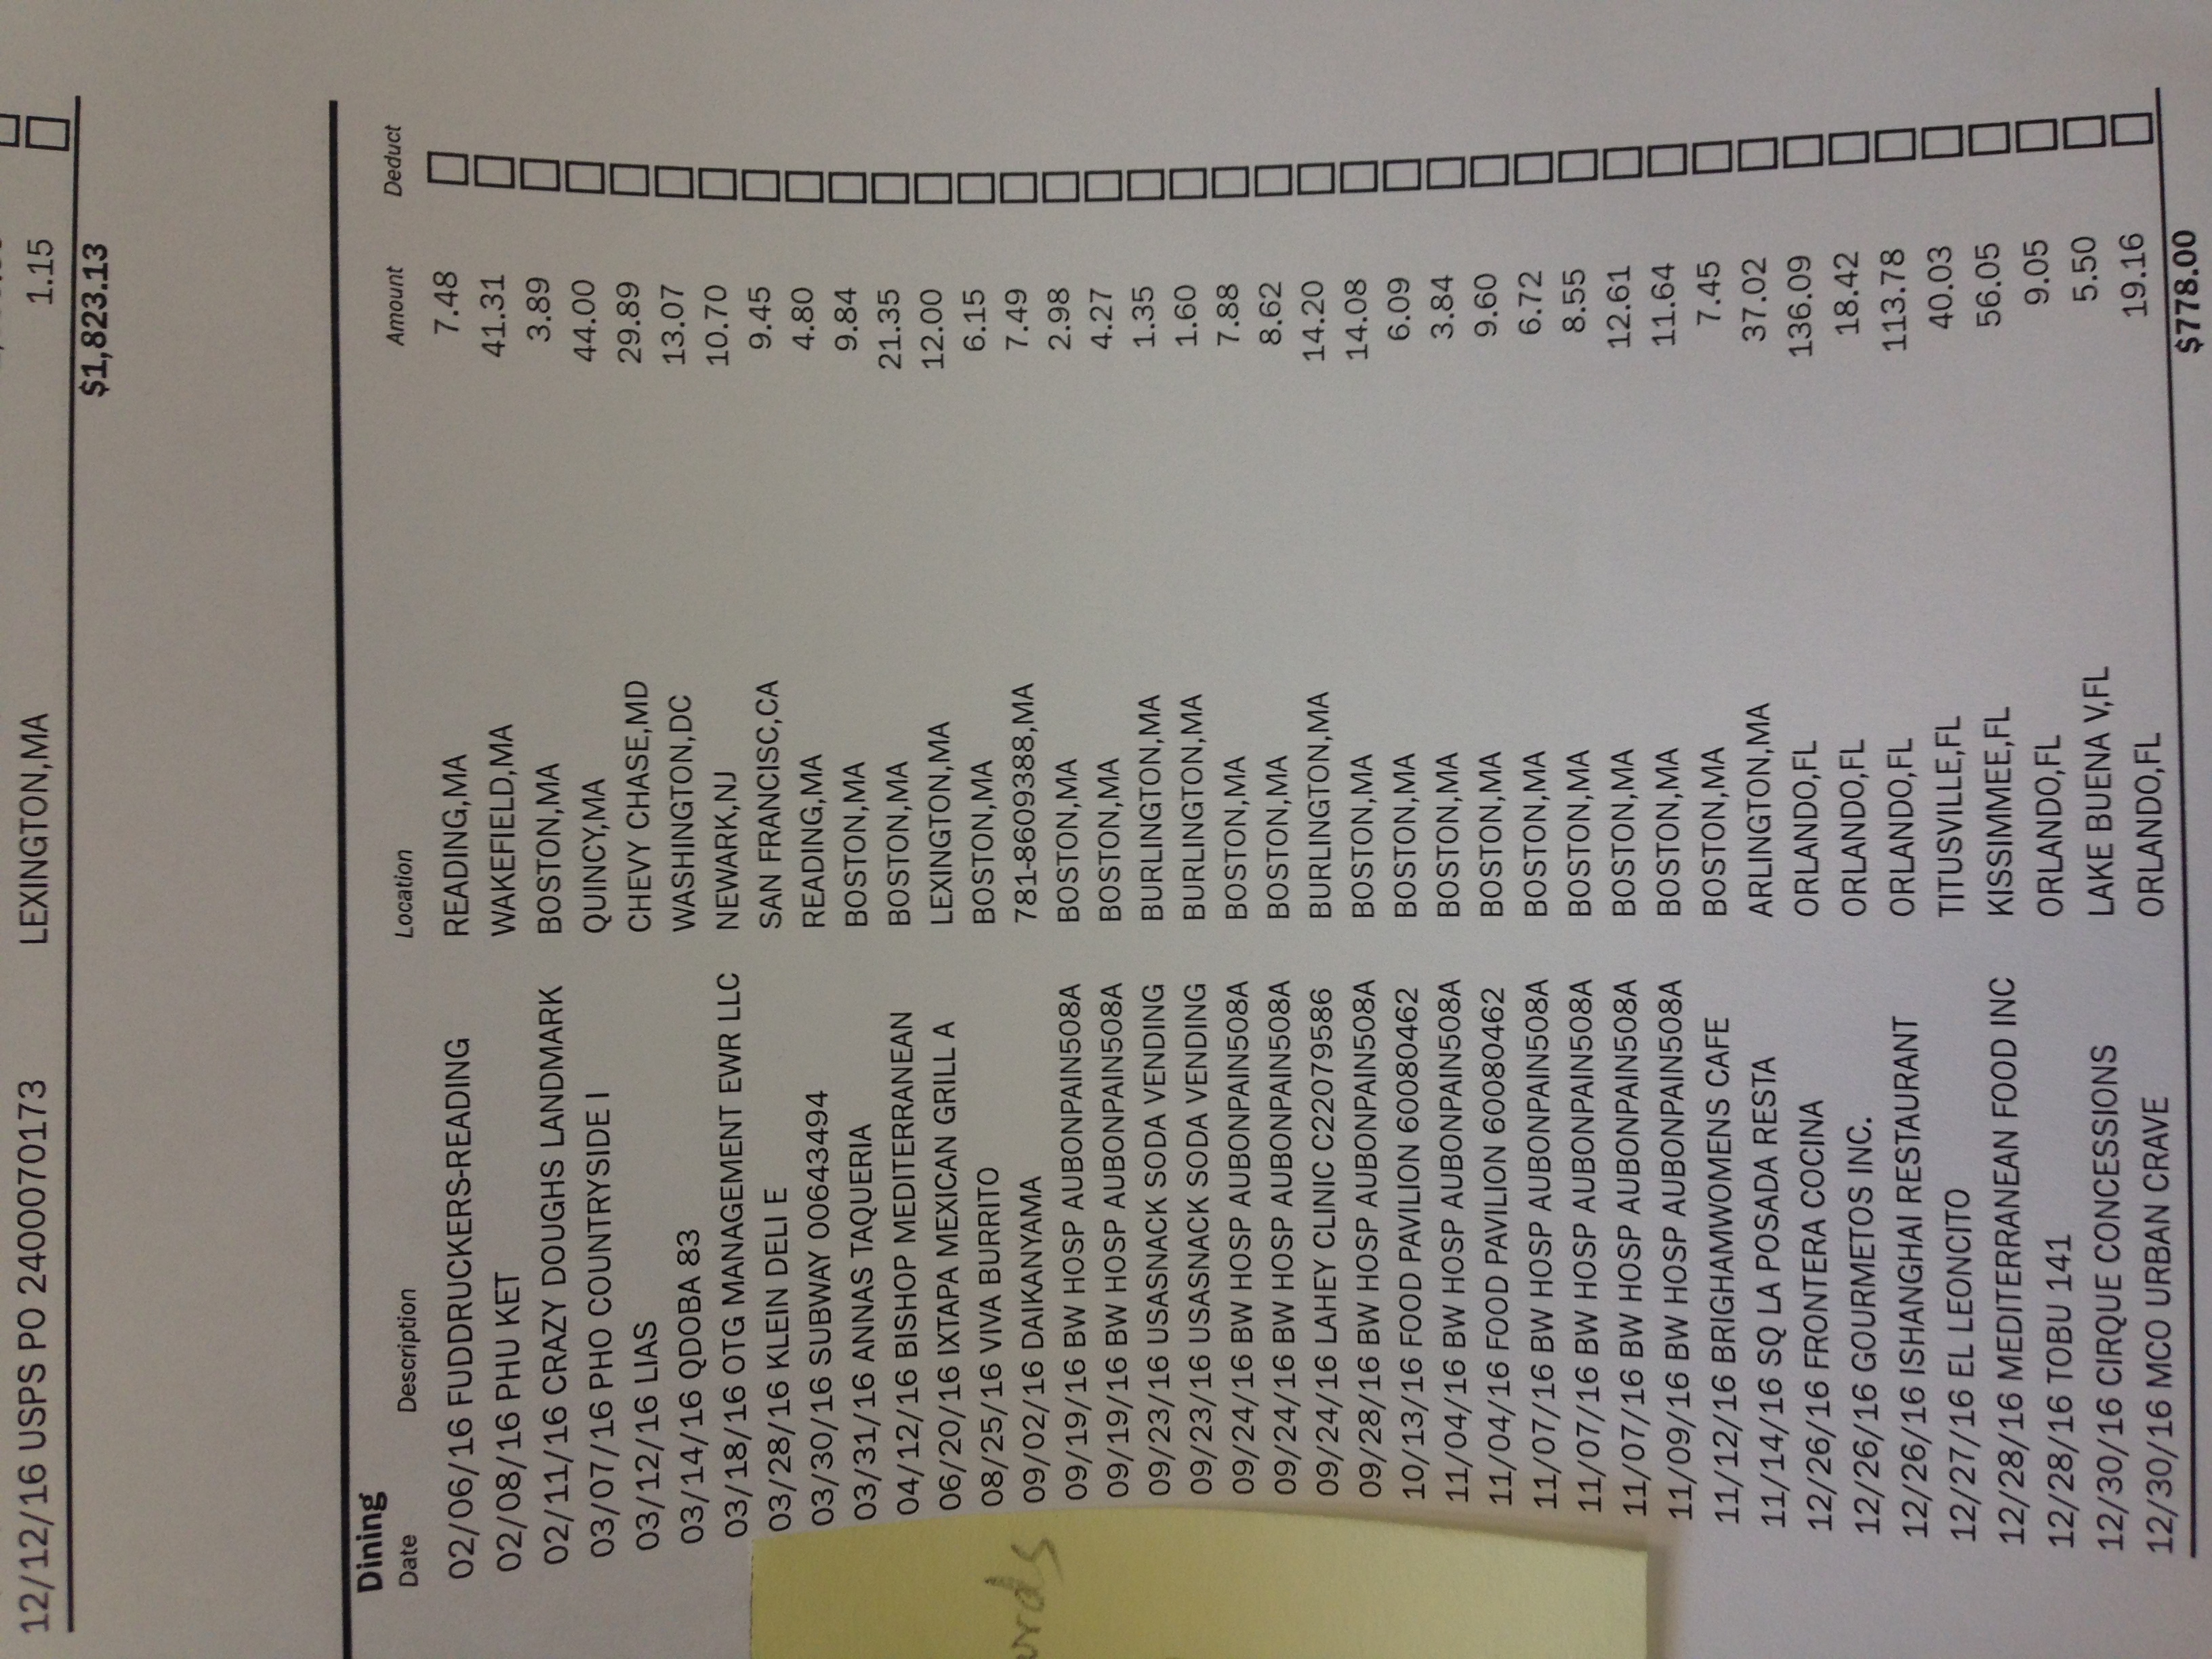 12/12/16 USPS PO 2400070173 LEXINGTON,MA 1.15
$1,823.13
Dining
Date Description Location Amount Deduct
02/06/16 FUDDRUCKERS-READING READING,MA 7.48
02/08/16 PHU KET WAKEFIELD,MA 41.31
02/11/16 CRAZY DOUGHS LANDMARK BOSTON,MA 3.89
03/07/16 PHO COUNTRYSIDE I QUINCY,MA 44.00
03/12/16 LIAS CHEVY CHASE,MD 29.89
03/14/16 QDOBA 83 WASHINGTON,DC 13.07
03/18/16 OTG MANAGEMENT EWR LLC NEWARK,NJ 10.70
03/28/16 KLEIN DELI E SAN FRANCISC,CA 9.45
03/30/16 SUBWAY 00643494 READING,MA 4.80
03/31/16 ANNAS TAQUERIA BOSTON,MA 9.84
04/12/16 BISHOP MEDITERRANEAN BOSTON,MA 21.35
06/20/16 IXTAPA MEXICAN GRILL A LEXINGTON,MA 12.00
08/25/16 VIVA BURRITO BOSTON,MA 6.15
09/02/16 DAIKANYAMA 781-8609388,MA 7.49
09/19/16 BW HOSP AUBONPAIN508A BOSTON,MA 2.98
09/19/16 BW HOSP AUBONPAIN508A BOSTON,MA 4.27
09/23/16 USASNACK SODA VENDING BURLINGTON,MA 1.35
09/23/16 USASNACK SODA VENDING BURLINGTON,MA 1.60
09/24/16 BW HOSP AUBONPAIN508A BOSTON,MA 7.88
09/24/16 BW HOSP AUBONPAIN508A BOSTON,MA 8.62
09/24/16 LAHEY CLINIC C22079586 BURLINGTON,MA 14.20
09/28/16 BW HOSP AUBONPAIN508A BOSTON,MA 14.08
10/13/16 FOOD PAVILION 60080462 BOSTON,MA 6.09
11/04/16 BW HOSP AUBONPAIN508A BOSTON,MA 3.84
11/04/16 FOOD PAVILION 60080462 BOSTON,MA 9.60
11/07/16 BW HOSP AUBONPAIN508A BOSTON,MA 6.72
11/07/16 BW HOSP AUBONPAIN508A BOSTON,MA 8.55
11/07/16 BW HOSP AUBONPAIN508A BOSTON,MA 12.61
11/09/16 BW HOSP AUBONPAIN508A BOSTON,MA 11.64
11/12/16 BRIGHAMWOMENS CAFE BOSTON,MA 7.45
11/14/16 SQ LA POSADA RESTA ARLINGTON,MA 37.02
12/26/16 FRONTERA COCINA ORLANDO,FL 136.09
12/26/16 GOURMETOS INC. ORLANDO,FL 18.42
12/26/16 ISHANGHAI RESTAURANT ORLANDO,FL 113.78
12/27/16 EL LEONCITO TITUSVILLE,FL 40.03
12/28/16 MEDITERRANEAN FOOD INC KISSIMMEE,FL 56.05
12/28/16 TOBU 141 ORLANDO,FL 9.05
12/30/16 CIRQUE CONCESSIONS LAKE BUENA V,FL 5.50
12/30/16 MCO URBAN CRAVE ORLANDO,FL 19.16
$778.00